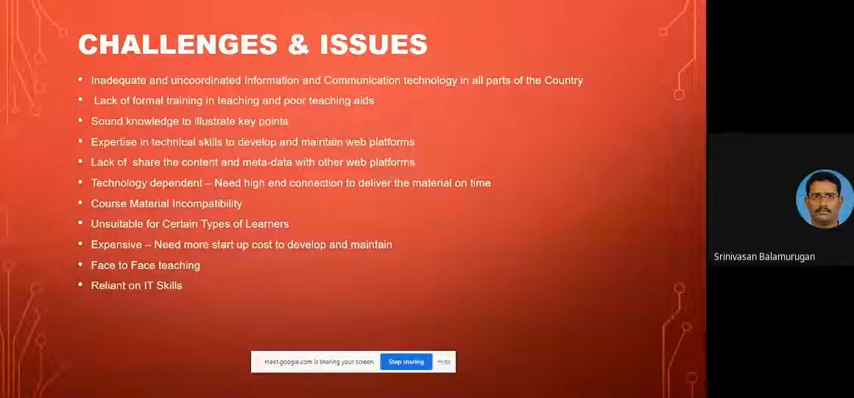 CHALLENGES & ISSUES
• Inadequate and uncoordinated Information and Communication technology in all parts of the Country
• Lack of formal training in teaching and poor teaching aids
• Sound knowledge to illustrate key points
• Expertise in technical skills to develop and maintain web platforms
• Lack of share the content and meta-data with other web platforms
• Technology dependent – Need high end connection to deliver the material on time
• Course Material Incompatibility
• Unsuitable for Certain Types of Learners
• Expensive – Need more start up cost to develop and maintain
• Face to Face teaching
• Reliant on IT Skills
Srinivasan Balamurugan
meet.google.com is sharing your screen. Stop sharing Hide